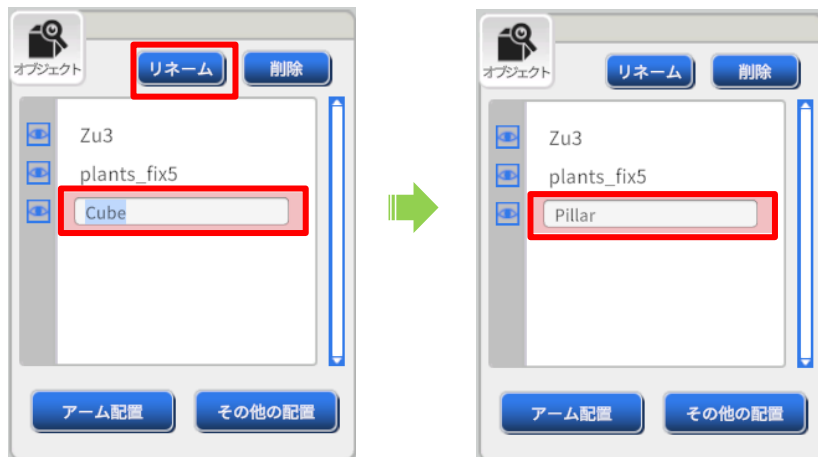 オブジェクト
リネーム
削除
Zu3
plants_fix5
Cube
アーム配置
その他の配置
オブジェクト
リネーム
削除
Zu3
plants_fix5
Pillar
アーム配置
その他の配置